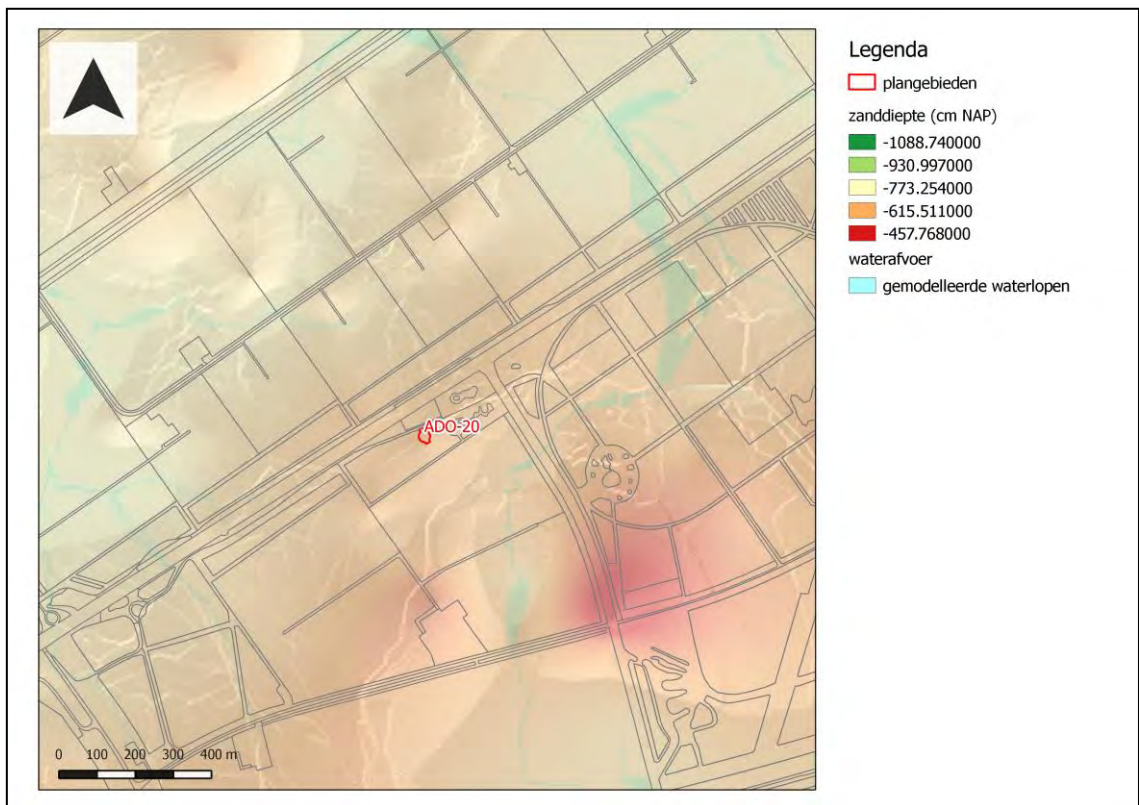 Legenda
plangebieden
zanddiepte (cm NAP)
-1088.740000
-930.997000
-773.254000
-615.511000
-457.768000
waterafvoer
gemodelleerde waterlopen
ADO-20
0 100 200 300 400 m